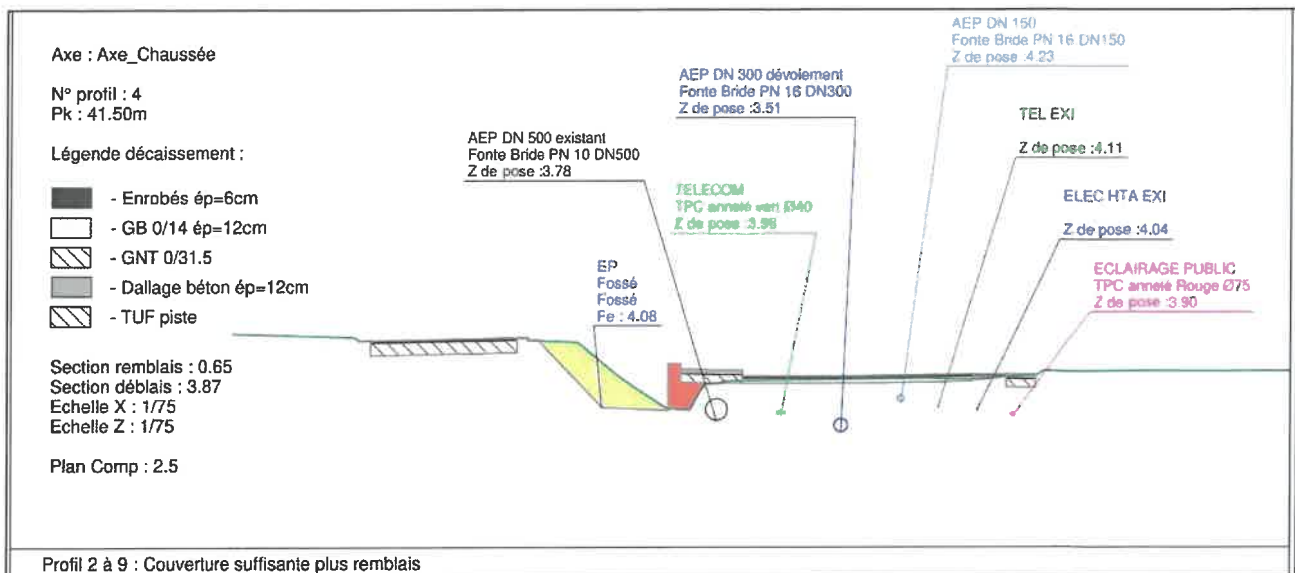 Axe : Axe_Chaussée
N° profil : 4
Pk : 41.50m
Légende décaissement :
- Enrobés ép=6cm
- GB 0/14 ép=12cm
- GNT 0/31.5
- Dallage béton ép=12cm
- TUF piste
Section remblais : 0.65
Section déblais : 3.87
Echelle X : 1/75
Echelle Z : 1/75
Plan Comp : 2.5
AEP DN 500 existant
Fonte Bride PN 10 DN500
Z de pose :3.78
EP
Fossé
Fossé
Fe : 4.08
AEP DN 300 dévoiement
Fonte Bride PN 16 DN300
Z de pose :3.51
TELECOM
TPC annelé vert Ø40
Z de pose :3.96
AEP DN 150
Fonte Bride PN 16 DN150
Z de pose :4.23
TEL EXI
Z de pose :4.11
ELEC HTA EXI
Z de pose :4.04
ECLAIRAGE PUBLIC
TPC annelé Rouge Ø75
Z de pose :3.90
Profil 2 à 9 : Couverture suffisante plus remblais